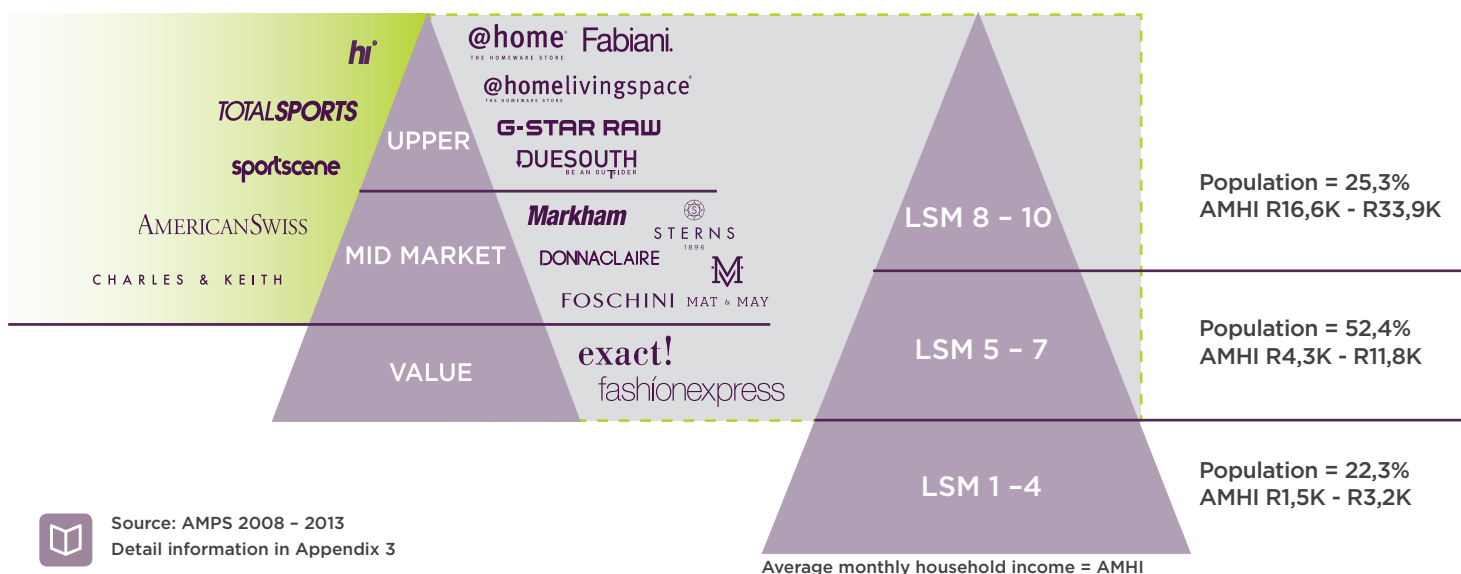 hi
TOTALSPORTS
sportscene
AMERICANSWISS
CHARLES & KEITH
UPPER
MID MARKET
VALUE
@home
THE HOMEWARE STORE
Fabiani.
@homelivingspace
THE HOMEWARE STORE
G-STAR RAW
DUESOUTH
BE AN OUTSIDER
Markham
S
STERNS
1896
DONNACLAIRE
M
FOSCHINI
MAT & MAY
exact!
fashionexpress
LSM 8 – 10
LSM 5 – 7
LSM 1 –4
Population = 25,3%
AMHI R16,6K - R33,9K
Population = 52,4%
AMHI R4,3K - R11,8K
Population = 22,3%
AMHI R1,5K - R3,2K
Source: AMPS 2008 – 2013
Detail information in Appendix 3
Average monthly household income = AMHI